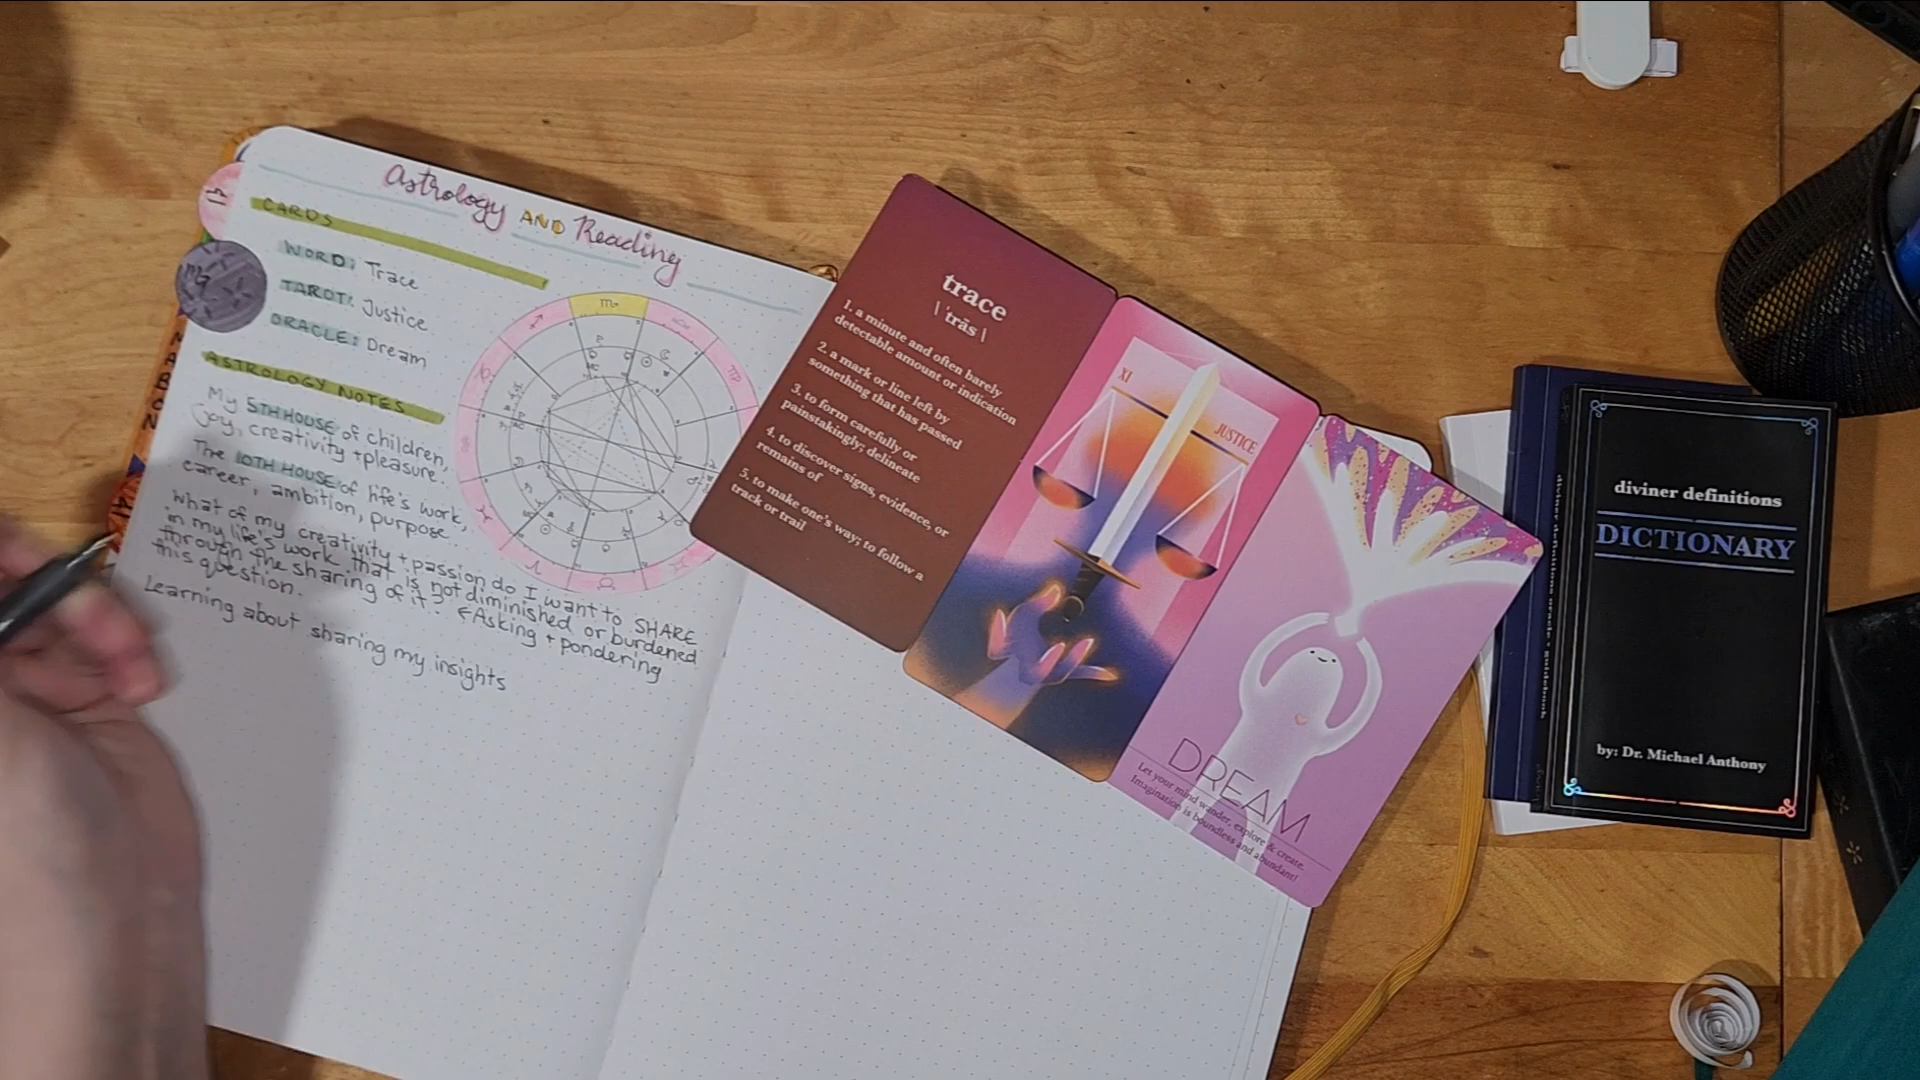 Astrology AND Reading
CARDS
WORD: Trace
TAROT: Justice
ORACLE: Dream
ASTROLOGY NOTES
My 5TH HOUSE of children,
joy, creativity + pleasure.
The 10TH HOUSE of life's work,
career, ambition, purpose.
What of my creativity + passion do I want to SHARE
in my life's work that is not diminished or burdened
through the sharing of it? ← Asking + pondering
this question.
Learning about sharing my insights
MABON
trace
\ ˈtrās \
1. a minute and often barely
detectable amount or indication
2. a mark or line left by
something that has passed
3. to form carefully or
painstakingly; delineate
4. to discover signs, evidence, or
remains of
5. to make one's way; to follow a
track or trail
XI
JUSTICE
DREAM
Let your mind wander, explore & create.
Imagination is boundless and abundant!
diviner definitions
DICTIONARY
by: Dr. Michael Anthony
diviner definitions oracle • guidebook